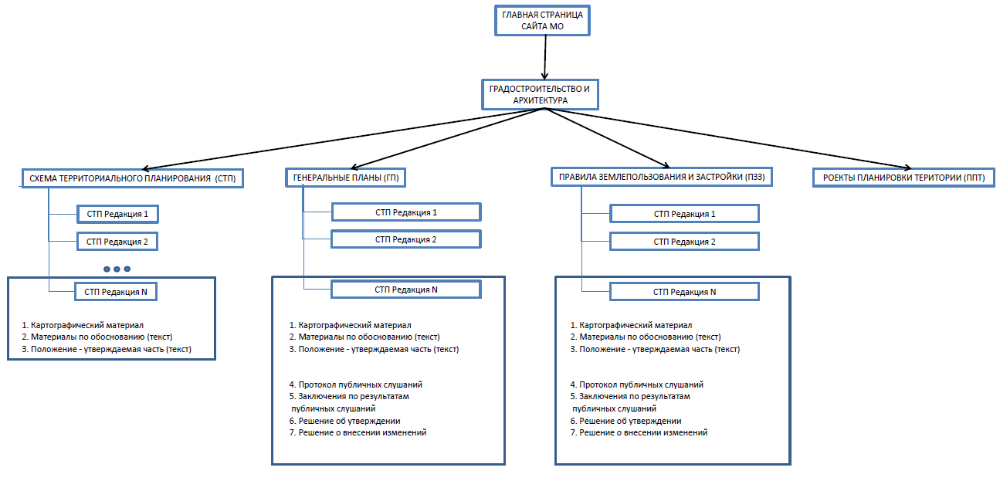 ГЛАВНАЯ СТРАНИЦА
САЙТА МО
ГРАДОСТРОИТЕЛЬСТВО И
АРХИТЕКТУРА
СХЕМА ТЕРРИТОРИАЛЬНОГО ПЛАНИРОВАНИЯ (СТП)
СТП Редакция 1
СТП Редакция 2
СТП Редакция N
1. Картографический материал
2. Материалы по обоснованию (текст)
3. Положение - утверждаемая часть (текст)
ГЕНЕРАЛЬНЫЕ ПЛАНЫ (ГП)
СТП Редакция 1
СТП Редакция 2
СТП Редакция N
1. Картографический материал
2. Материалы по обоснованию (текст)
3. Положение - утверждаемая часть (текст)
4. Протокол публичных слушаний
5. Заключения по результатам
публичных слушаний
6. Решение об утверждении
7. Решение о внесении изменений
ПРАВИЛА ЗЕМЛЕПОЛЬЗОВАНИЯ И ЗАСТРОЙКИ (ПЗЗ)
СТП Редакция 1
СТП Редакция 2
СТП Редакция N
1. Картографический материал
2. Материалы по обоснованию (текст)
3. Положение - утверждаемая часть (текст)
4. Протокол публичных слушаний
5. Заключения по результатам
публичных слушаний
6. Решение об утверждении
7. Решение о внесении изменений
РОЕКТЫ ПЛАНИРОВКИ ТЕРИТОРИИ (ППТ)